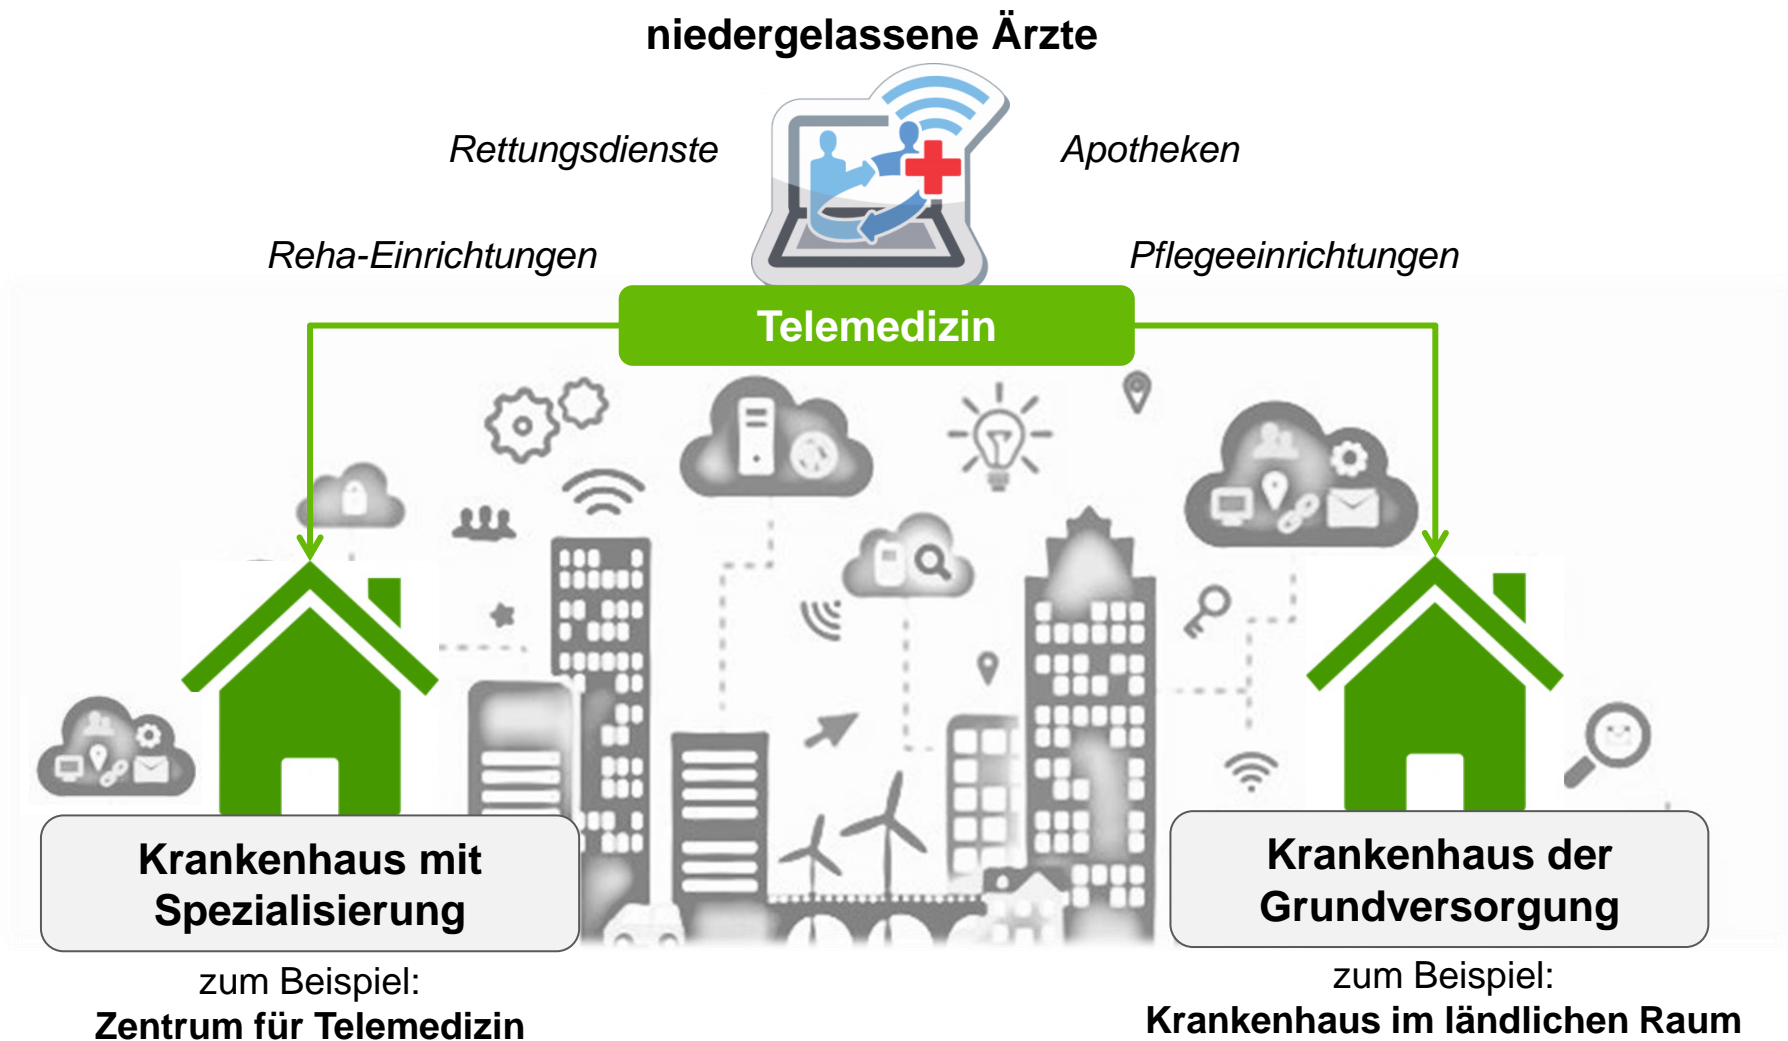 niedergelassene Ärzte
Rettungsdienste
Apotheken
Reha-Einrichtungen
Pflegeeinrichtungen
Telemedizin
Krankenhaus mit
Spezialisierung
Krankenhaus der
Grundversorgung
zum Beispiel:
Zentrum für Telemedizin
zum Beispiel:
Krankenhaus im ländlichen Raum